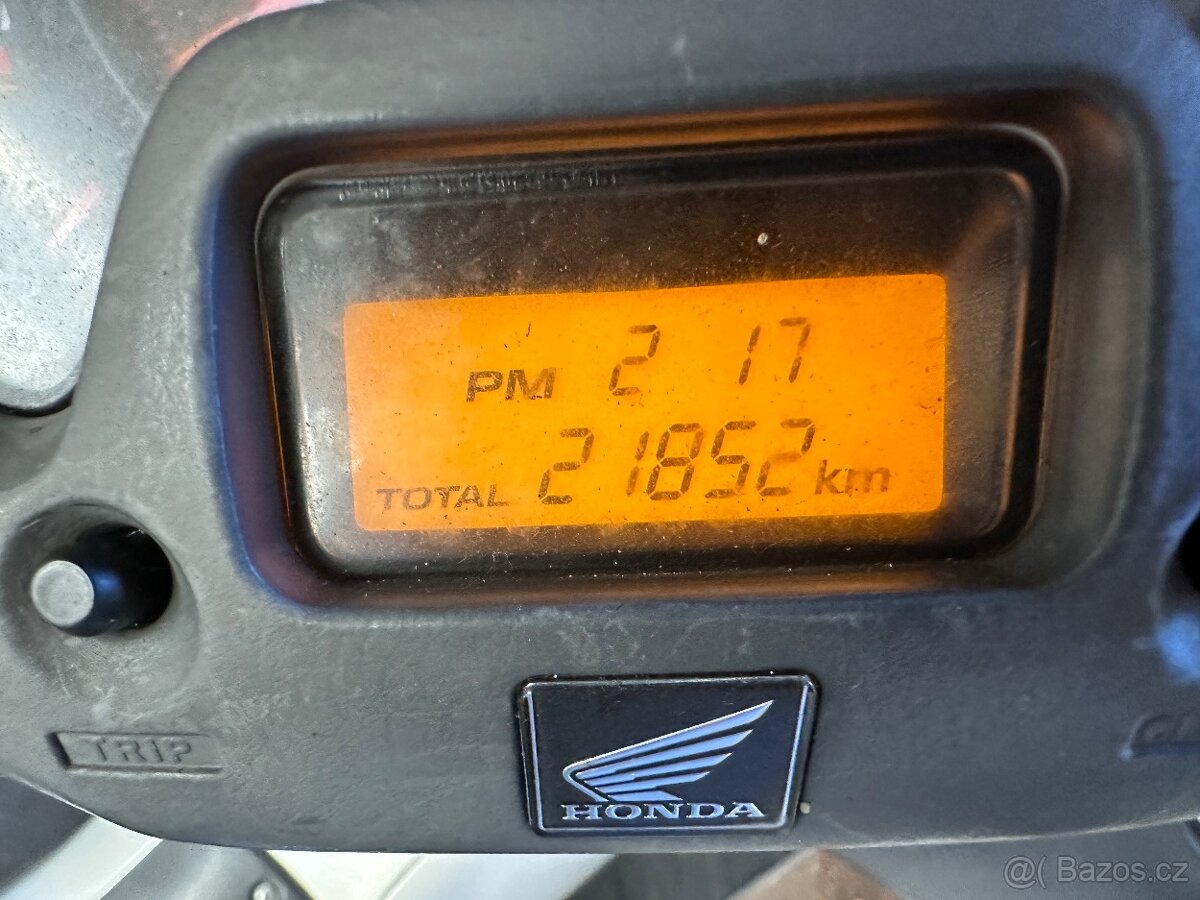 PM 2 17
TOTAL 21852 km
TRIP
HONDA
@( Bazos.cz